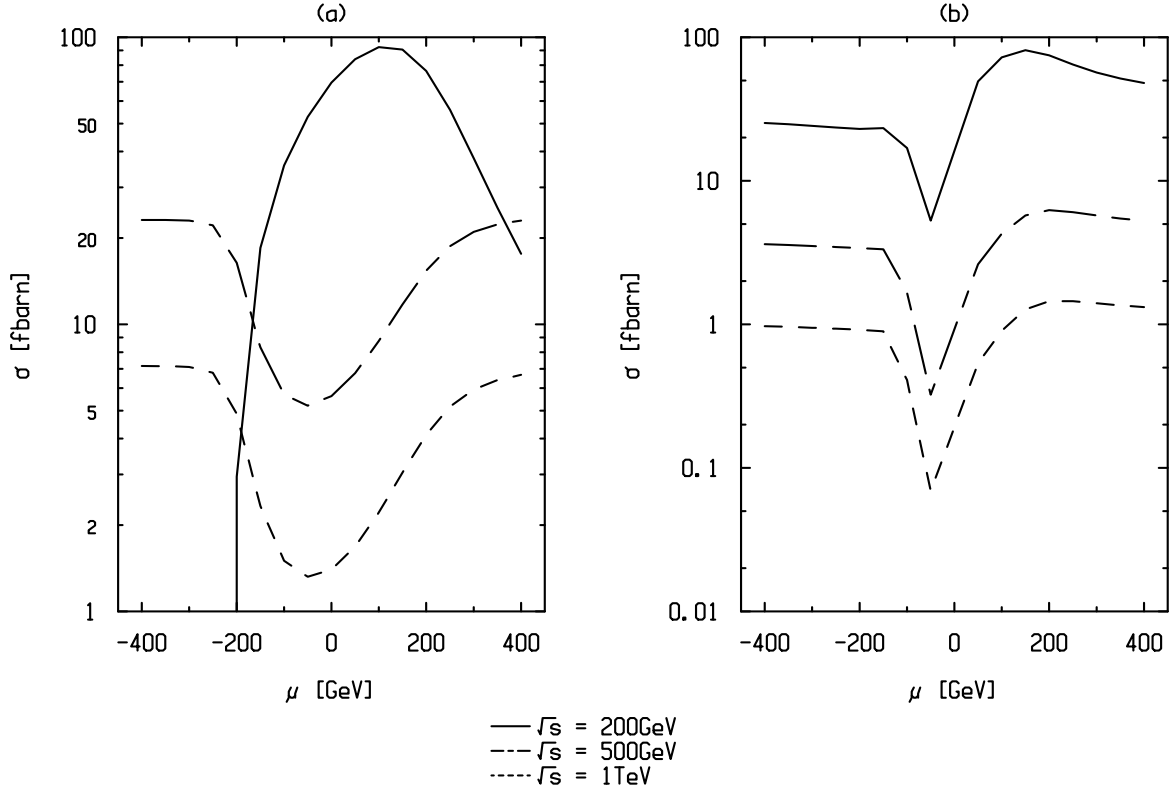 (a)
100
50
20
10
5
2
1
σ [fbarn]
-400 -200 0 200 400
μ [GeV]
(b)
100
10
1
0.1
0.01
σ [fbarn]
-400 -200 0 200 400
μ [GeV]
√s = 200GeV
√s = 500GeV
√s = 1TeV